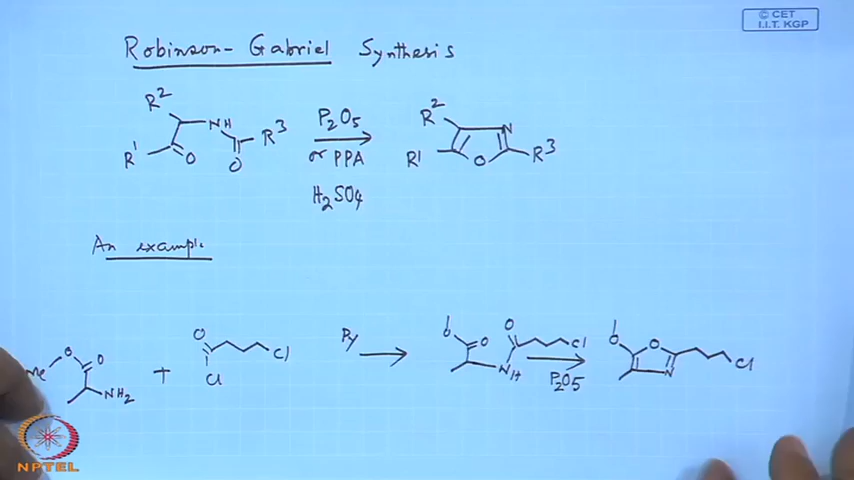 © CET
I.I.T. KGP
Robinson-Gabriel Synthesis
R² NH R³ R¹ O O
P₂O₅
or PPA
H₂SO₄
R² N R¹ O R³
An example
Me O O NH₂
+
O Cl Cl
Py
O O O Cl N H
P₂O₅
O O N Cl
NPTEL